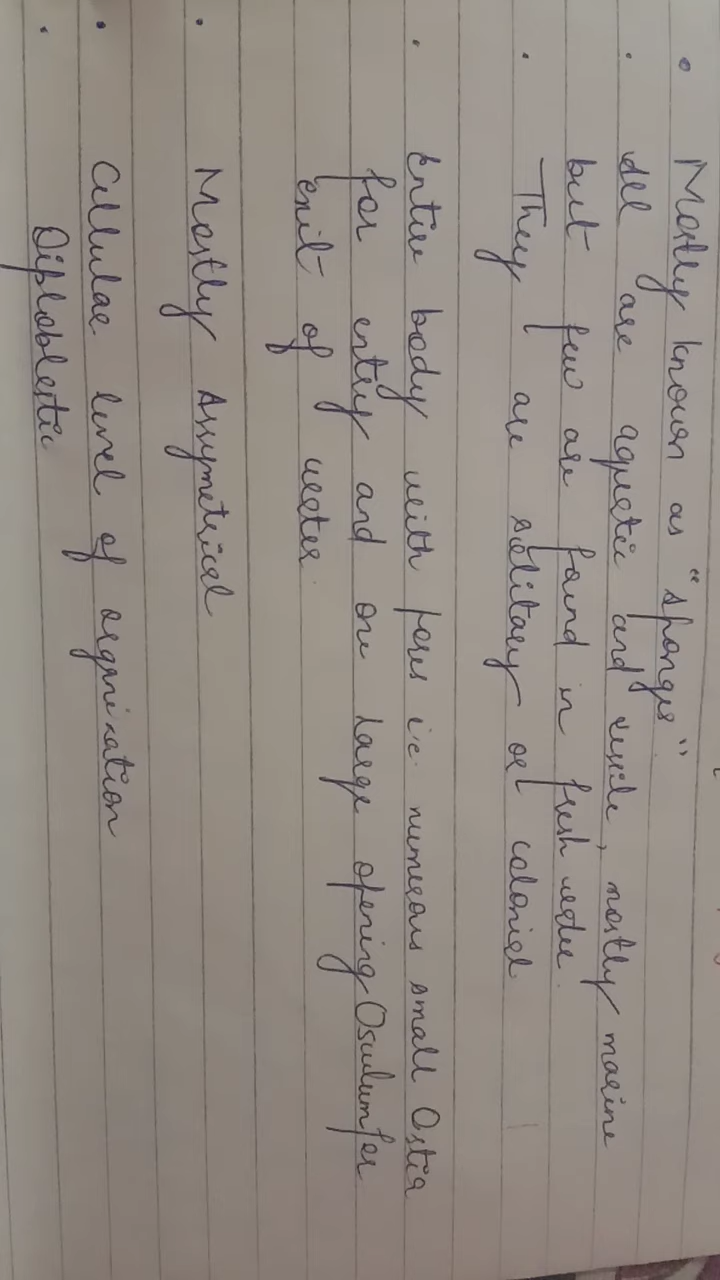 • Mostly known as "sponges"
• All are aquatic and sessile, mostly marine
but few are found in fresh water.
• They are solitary or colonial
• Entire body with pores i.e. numerous small Ostia
for entry and one large opening Osculum for
exit of water.
• Mostly Assymetrical
• Cellular level of organization
• Diploblastic